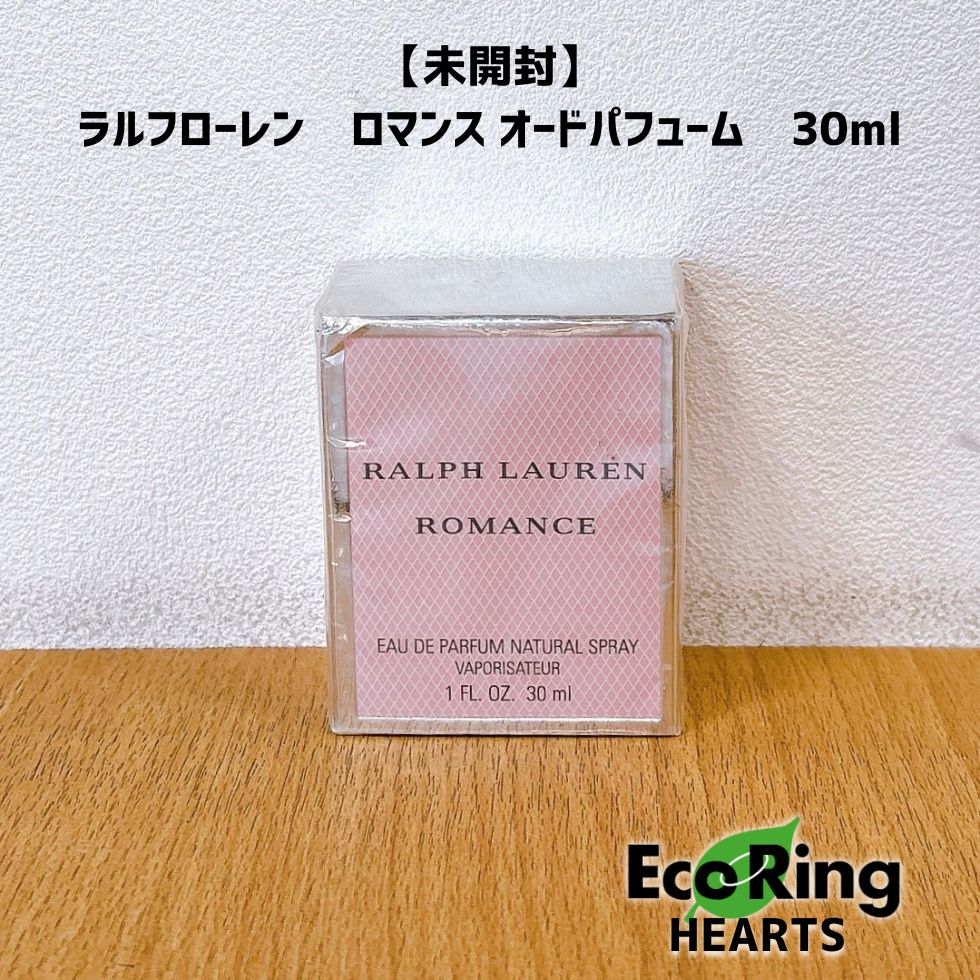 【未開封】
ラルフローレン　ロマンス オードパフューム　30ml
RALPH LAUREN
ROMANCE
EAU DE PARFUM NATURAL SPRAY
VAPORISATEUR
1 FL. OZ. 30 ml
EcoRing
HEARTS